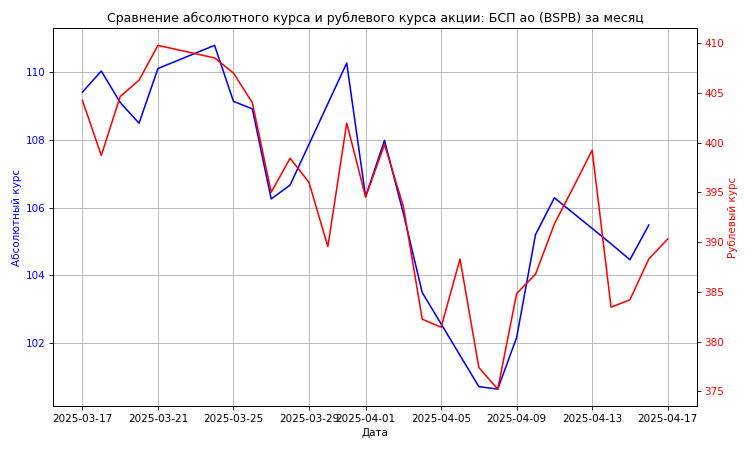 Сравнение абсолютного курса и рублевого курса акции: БСП ао (BSPB) за месяц
Абсолютный курс
110
108
106
104
102
410
405
400
395
390
385
380
375
Рублевый курс
2025-03-17 2025-03-21 2025-03-25 2025-03-29 2025-04-01 2025-04-05 2025-04-09 2025-04-13 2025-04-17
Дата